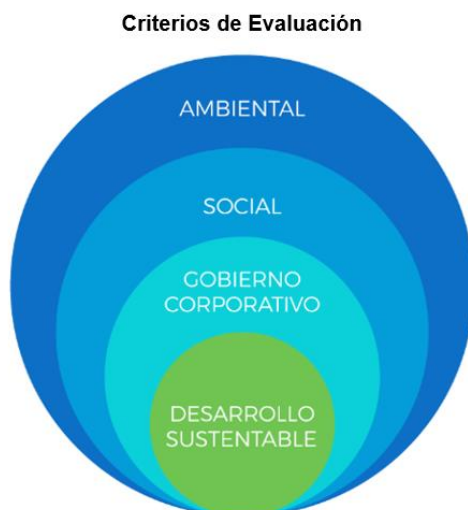 Criterios de Evaluación
AMBIENTAL
SOCIAL
GOBIERNO
CORPORATIVO
DESARROLLO
SUSTENTABLE